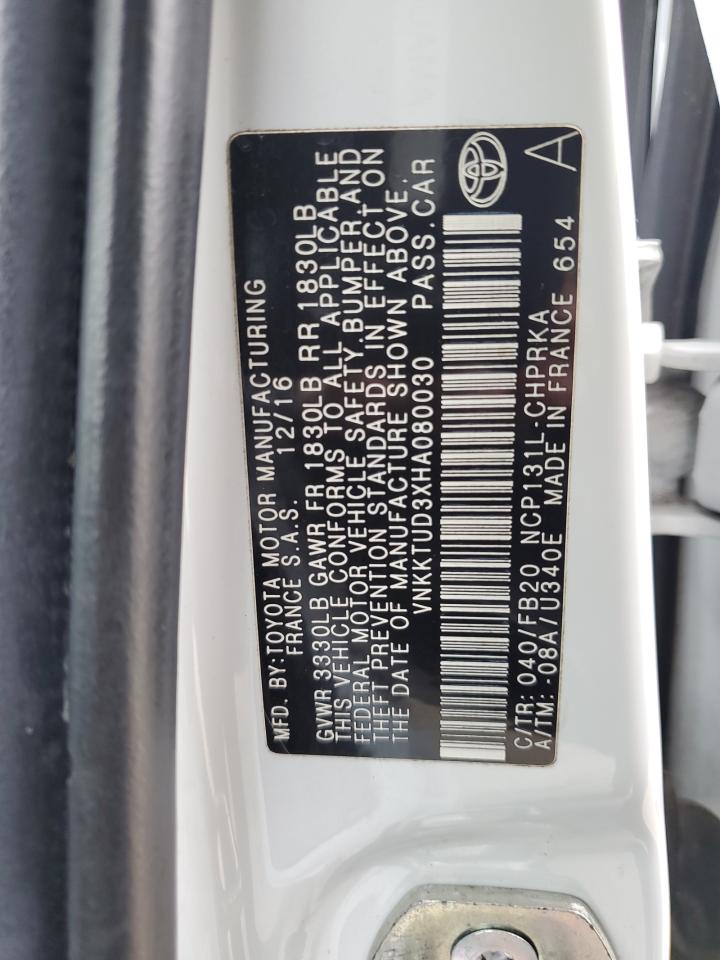 MFD. BY: TOYOTA MOTOR MANUFACTURING
FRANCE S.A.S. 12/16
GVWR 3330LB GAWR FR 1830LB RR 1830LB
THIS VEHICLE CONFORMS TO ALL APPLICABLE
FEDERAL MOTOR VEHICLE SAFETY, BUMPER, AND
THEFT PREVENTION STANDARDS IN EFFECT ON
THE DATE OF MANUFACTURE SHOWN ABOVE.
VNKKTUD3XHA080030 PASS.CAR
C/TR: 040/FB20 NCP131L-CHPRKA
A/TM: -08A/U340E MADE IN FRANCE 654 A